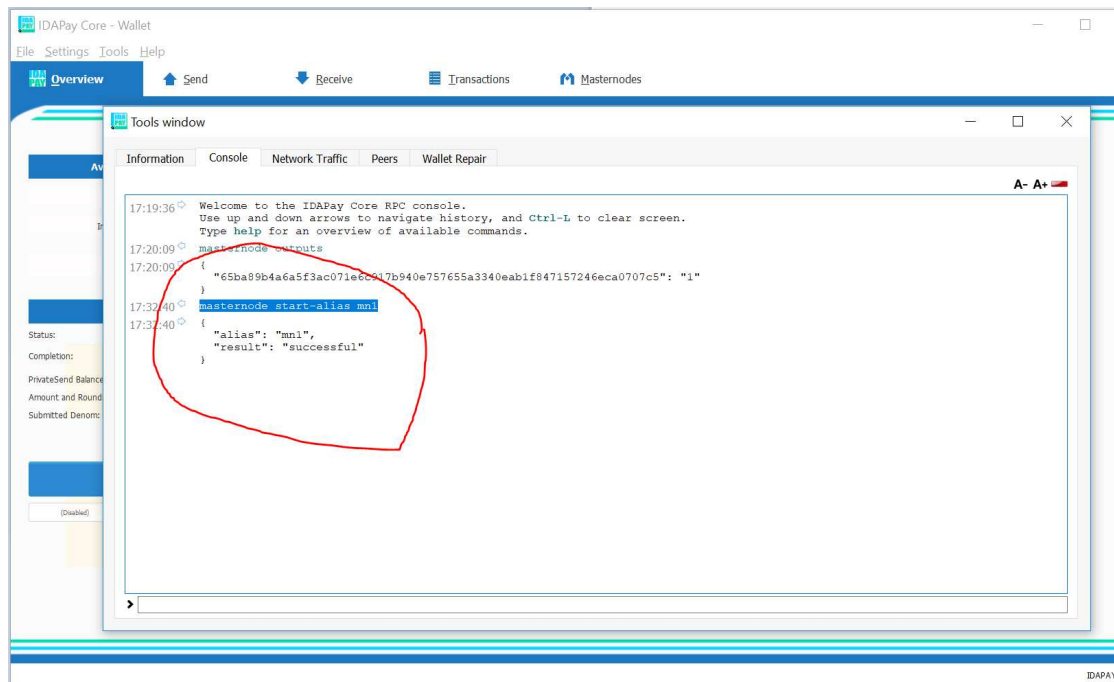 IDAPay Core - Wallet
File Settings Tools Help
IDA PAY Overview Send Receive Transactions Masternodes
Tools window
Information Console Network Traffic Peers Wallet Repair
A- A+
17:19:36 Welcome to the IDAPay Core RPC console.
Use up and down arrows to navigate history, and Ctrl-L to clear screen.
Type help for an overview of available commands.
17:20:09 masternode outputs
17:20:09 {
"65ba89b4a6a5f3ac071e6c917b940e757655a3340eab1f847157246eca0707c5": "1"
}
17:32:40 masternode start-alias mn1
17:32:40 {
"alias": "mn1",
"result": "successful"
}
Av
Status:
Completion:
PrivateSend Balance
Amount and Round
Submitted Denom:
(Disabled)
IDAPAY